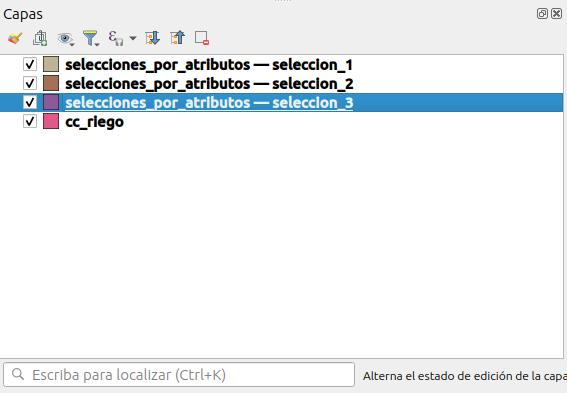 Capas
selecciones_por_atributos — seleccion_1
selecciones_por_atributos — seleccion_2
selecciones_por_atributos — seleccion_3
cc_riego
Escriba para localizar (Ctrl+K)
Alterna el estado de edición de la capa